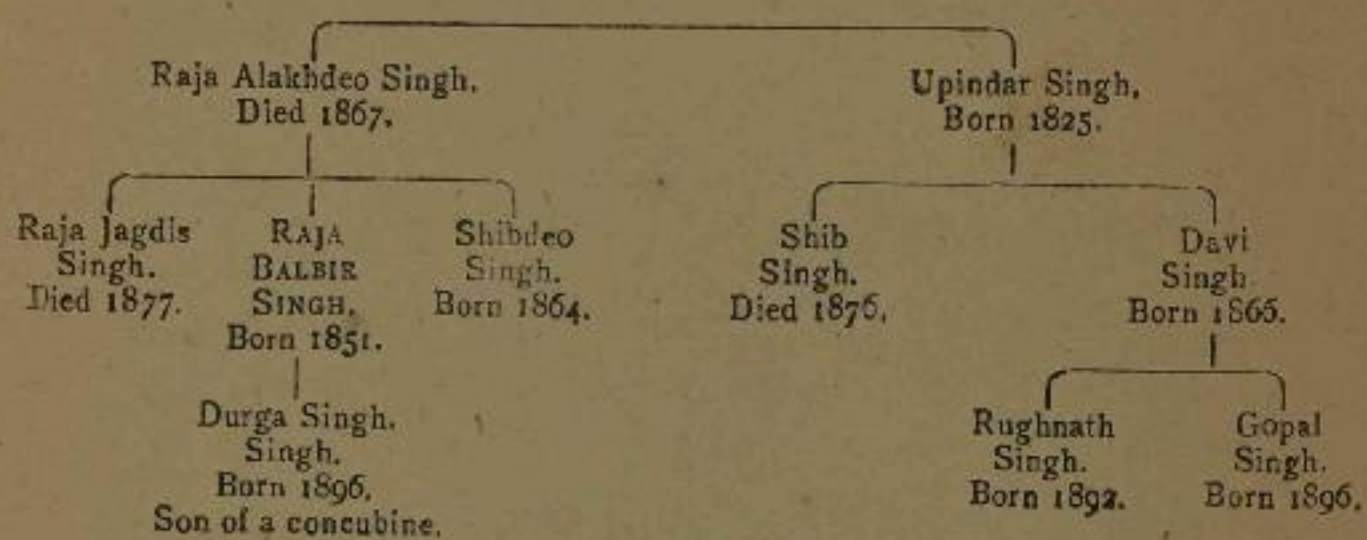 Raja Alakhdeo Singh.
Died 1867.
Upindar Singh,
Born 1825.
Raja Jagdis
Singh.
Died 1877.
RAJA
BALBIR
SINGH.
Born 1851.
Shibdeo
Singh.
Born 1864.
Shib
Singh.
Died 1876.
Davi
Singh
Born 1866.
Durga Singh.
Singh.
Born 1896.
Son of a concubine.
Rughnath
Singh.
Born 1892.
Gopal
Singh.
Born 1896.